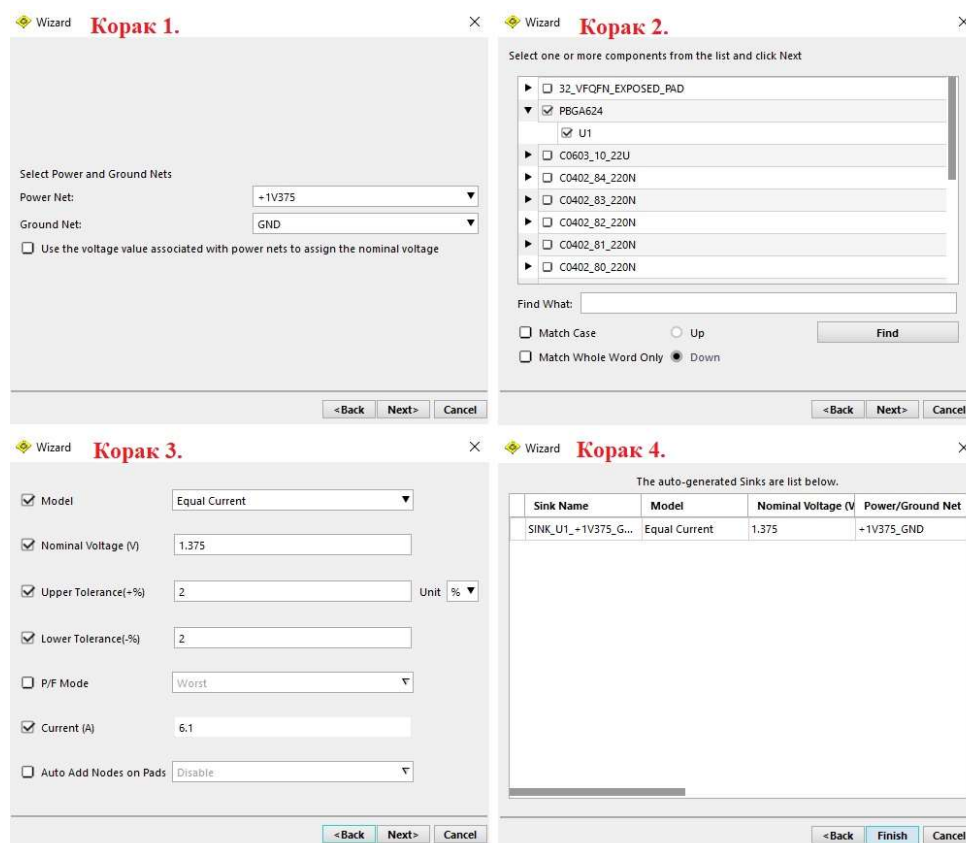 Wizard Корак 1.
Select Power and Ground Nets
Power Net: +1V375
Ground Net: GND
Use the voltage value associated with power nets to assign the nominal voltage
<Back Next> Cancel
Wizard Корак 2.
Select one or more components from the list and click Next
32_VFQFN_EXPOSED_PAD
PBGA624
U1
C0603_10_22U
C0402_84_220N
C0402_83_220N
C0402_82_220N
C0402_81_220N
C0402_80_220N
Find What:
Match Case Up Find
Match Whole Word Only Down
<Back Next> Cancel
Wizard Корак 3.
Model Equal Current
Nominal Voltage (V) 1.375
Upper Tolerance(+%) 2 Unit %
Lower Tolerance(-%) 2
P/F Mode Worst
Current (A) 6.1
Auto Add Nodes on Pads Disable
<Back Next> Cancel
Wizard Корак 4.
The auto-generated Sinks are list below.
Sink Name Model Nominal Voltage (V Power/Ground Net
SINK_U1_+1V375_G... Equal Current 1.375 +1V375_GND
<Back Finish Cancel